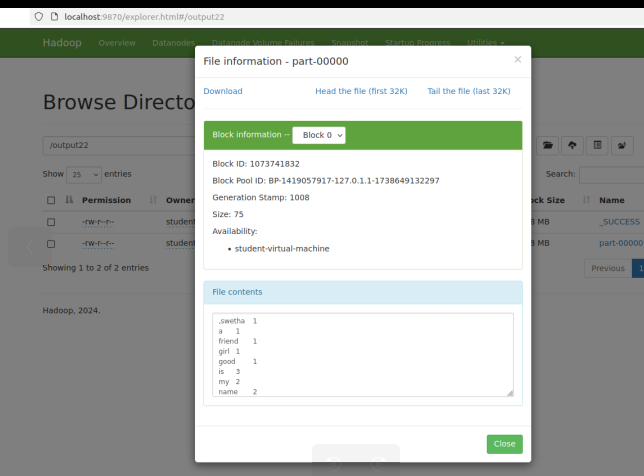 localhost:9870/explorer.html#/output22
Hadoop Overview Datanodes Datanode Volume Failures Snapshot Startup Progress Utilities
File information - part-00000
×
Download Head the file (first 32K) Tail the file (last 32K)
Browse Directo
Block information -- Block 0
/output22
Block ID: 1073741832
Block Pool ID: BP-1419057917-127.0.1.1-1738649132297
Show 25 entries
Search:
Generation Stamp: 1008
Permission Owner
ock Size Name
Size: 75
-rw-r--r-- student
MB _SUCCESS
Availability:
-rw-r--r-- student
MB part-00000
• student-virtual-machine
Showing 1 to 2 of 2 entries
Previous 1
File contents
Hadoop, 2024.
,swetha 1
a 1
friend 1
girl 1
good 1
is 3
my 2
name 2
Close